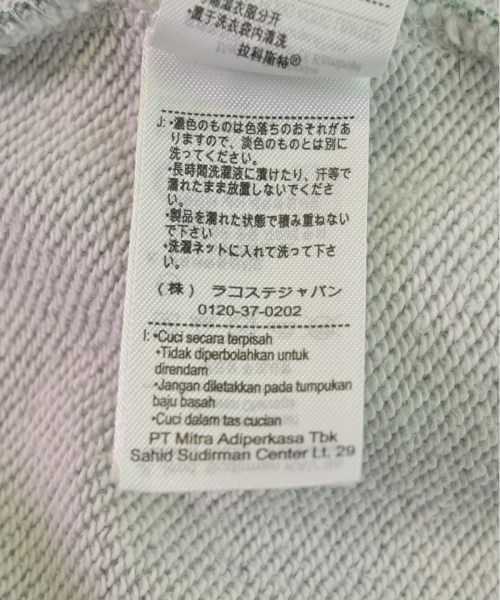 湿衣服分开
•置于洗衣袋内清洗
拉科斯特®
J: •濃色のものは色落ちのおそれがあ
りますので、淡色のものとは別に
洗ってください。
•長時間洗濯液に漬けたり、汗等で
濡れたまま放置しないでくださ
い。
•製品を濡れた状態で積み重ねない
で下さい
•洗濯ネットに入れて洗って下さ
い。
(株) ラコステジャパン
0120-37-0202
I: •Cuci secara terpisah
•Tidak diperbolahkan untuk
direndam
•Jangan diletakkan pada tumpukan
baju basah
•Cuci dalam tas cucian
PT Mitra Adiperkasa Tbk
Sahid Sudirman Center Lt. 29